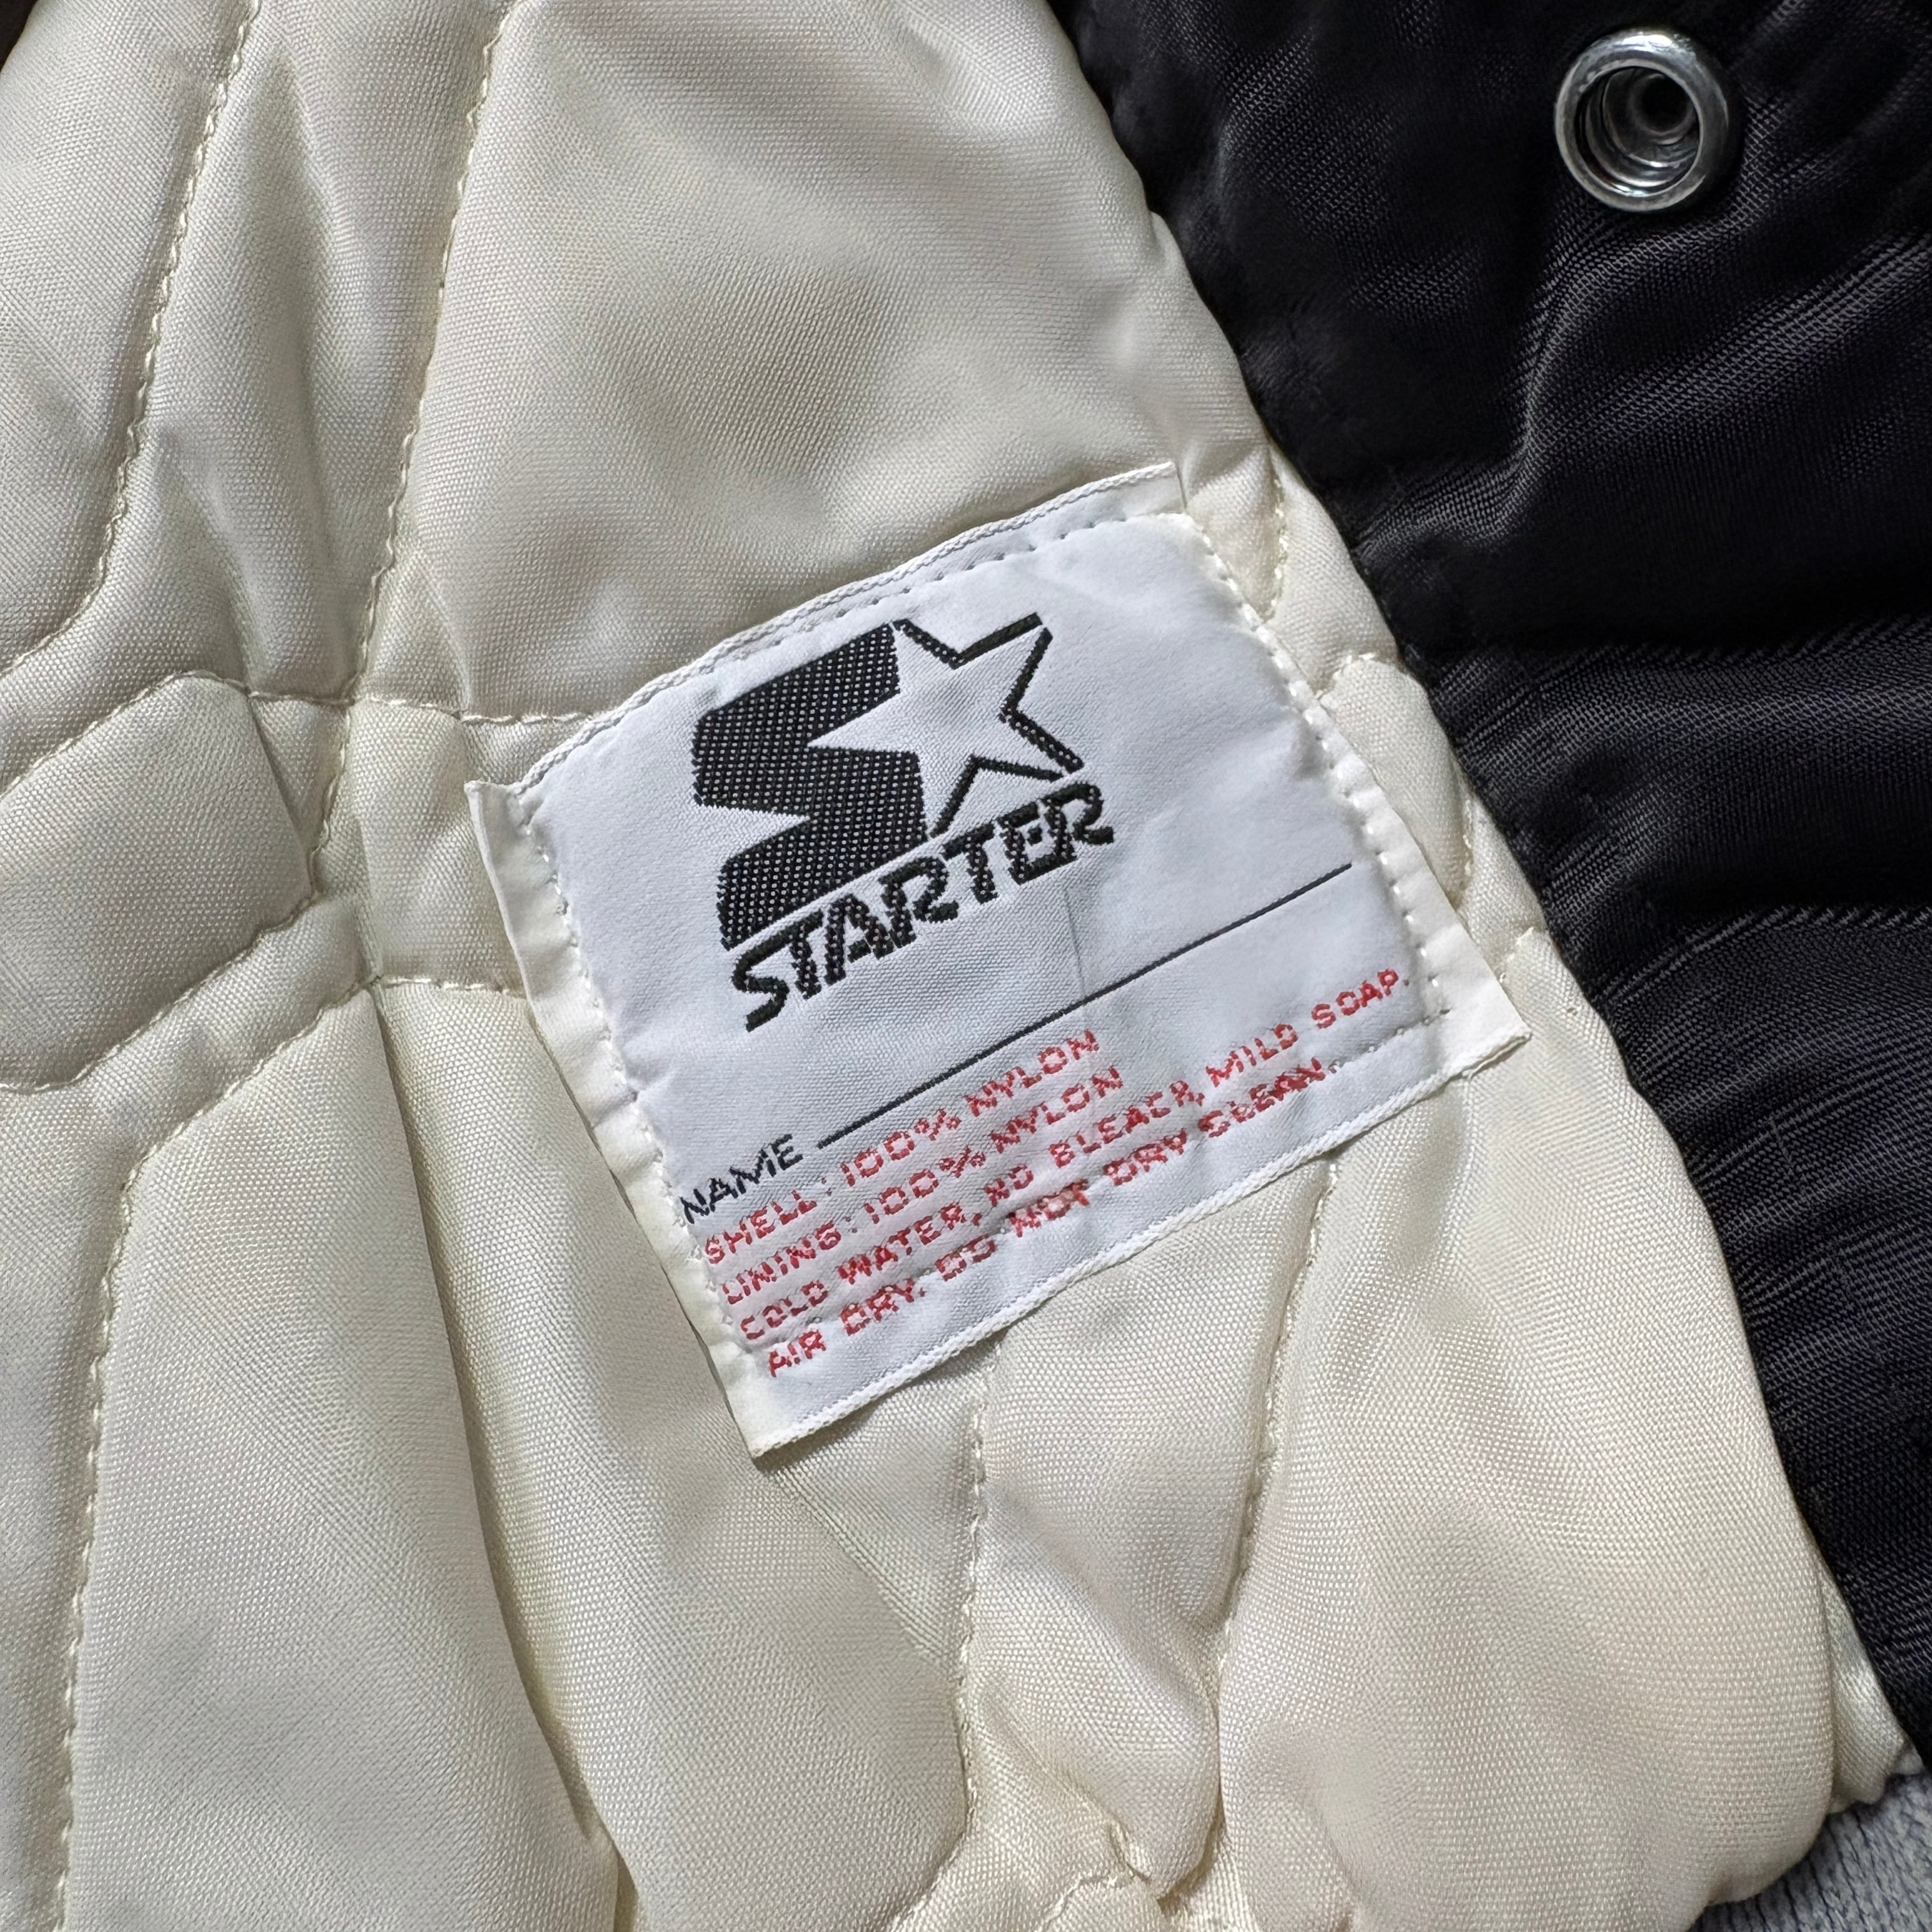 STARTER
NAME
SHELL: 100% NYLON
LINING: 100% NYLON
COLD WATER, NO BLEACH, MILD SOAP.
AIR DRY. DO NOT DRY CLEAN.